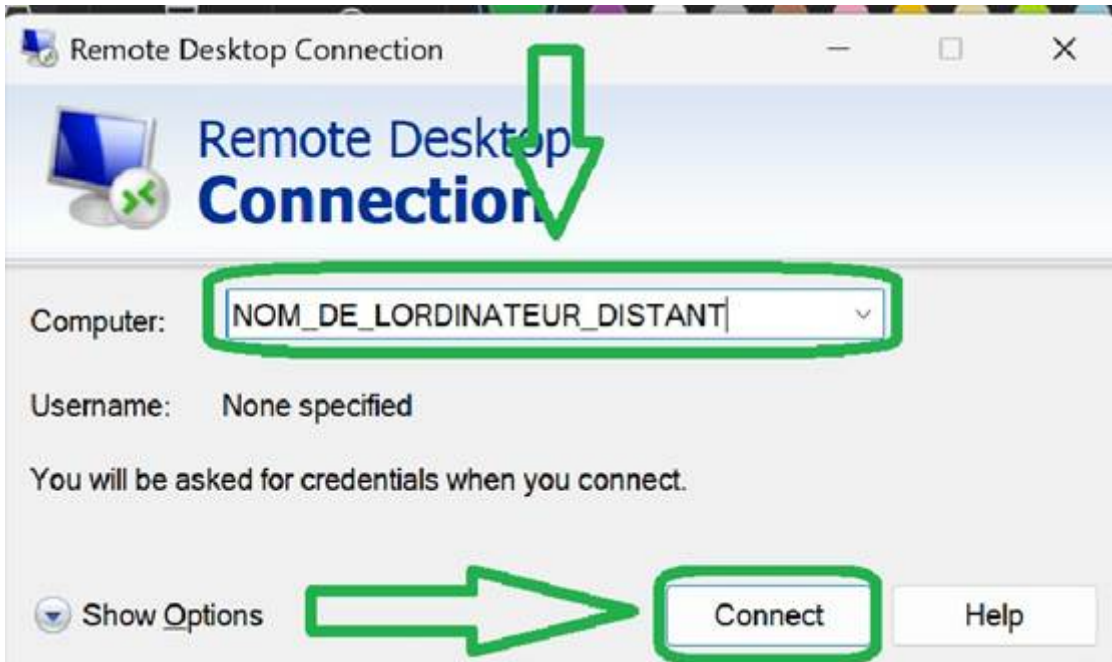 Remote Desktop Connection
Remote Desktop
Connection
Computer: NOM_DE_LORDINATEUR_DISTANT
Username: None specified
You will be asked for credentials when you connect.
Show Options Connect Help